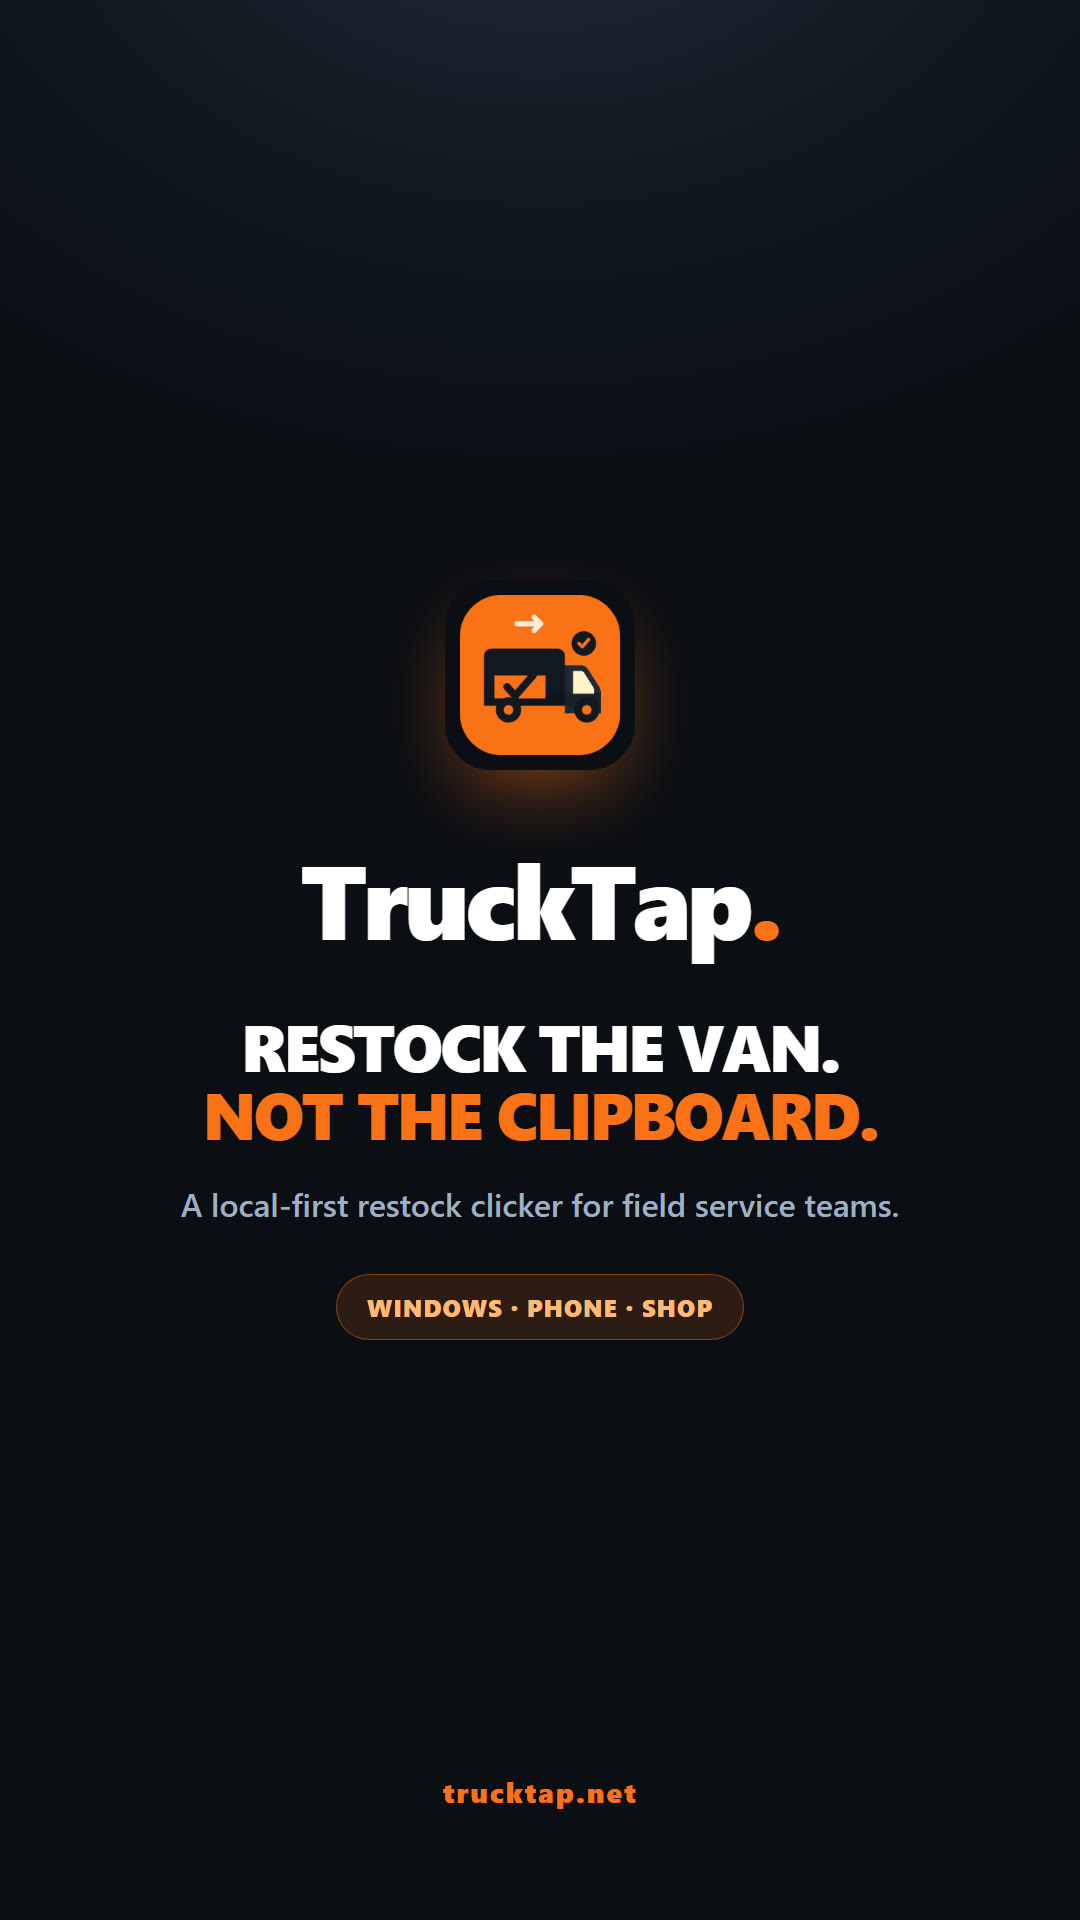 TruckTap.
RESTOCK THE VAN.
NOT THE CLIPBOARD.
A local-first restock clicker for field service teams.
WINDOWS · PHONE · SHOP
trucktap.net